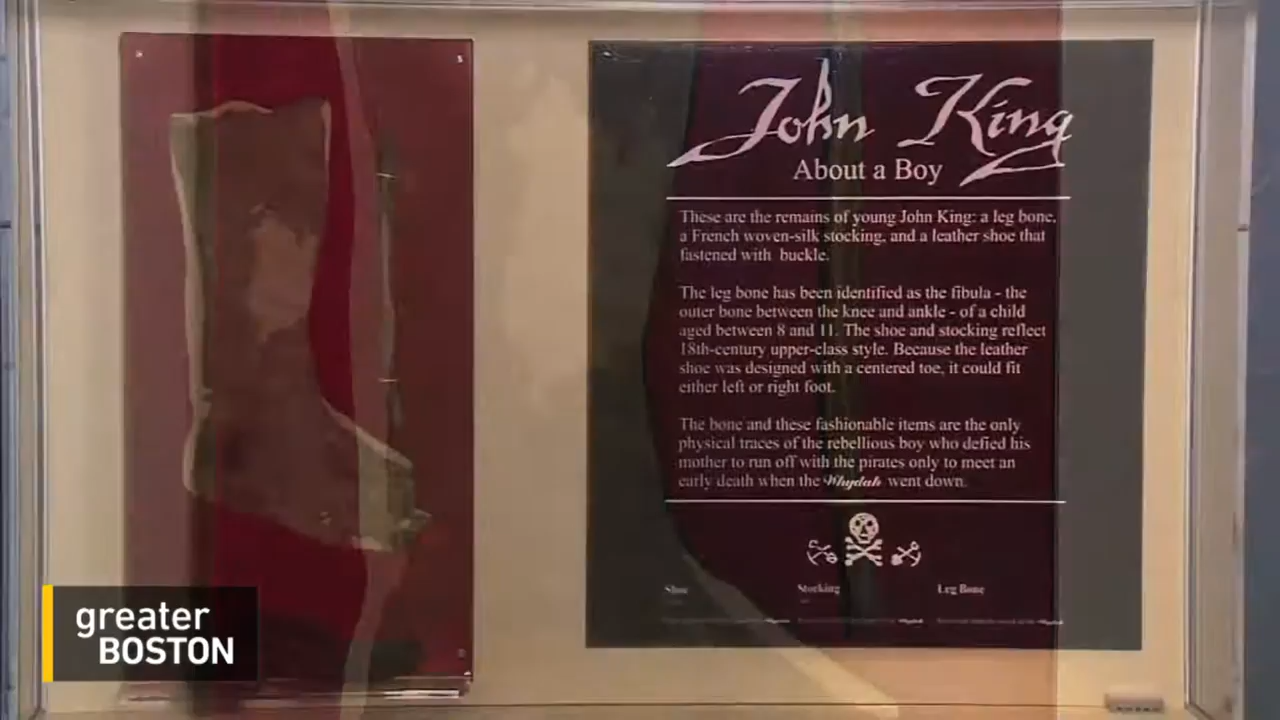 John King
About a Boy
These are the remains of young John King: a leg bone,
a French woven-silk stocking, and a leather shoe that
fastened with buckle.
The leg bone has been identified as the fibula - the
outer bone between the knee and ankle - of a child
aged between 8 and 11. The shoe and stocking reflect
18th-century upper-class style. Because the leather
shoe was designed with a centered toe, it could fit
either left or right foot.
The bone and these fashionable items are the only
physical traces of the rebellious boy who defied his
mother to run off with the pirates only to meet an
early death when the Whydah went down.
Shoe Stocking Leg Bone
greater
BOSTON